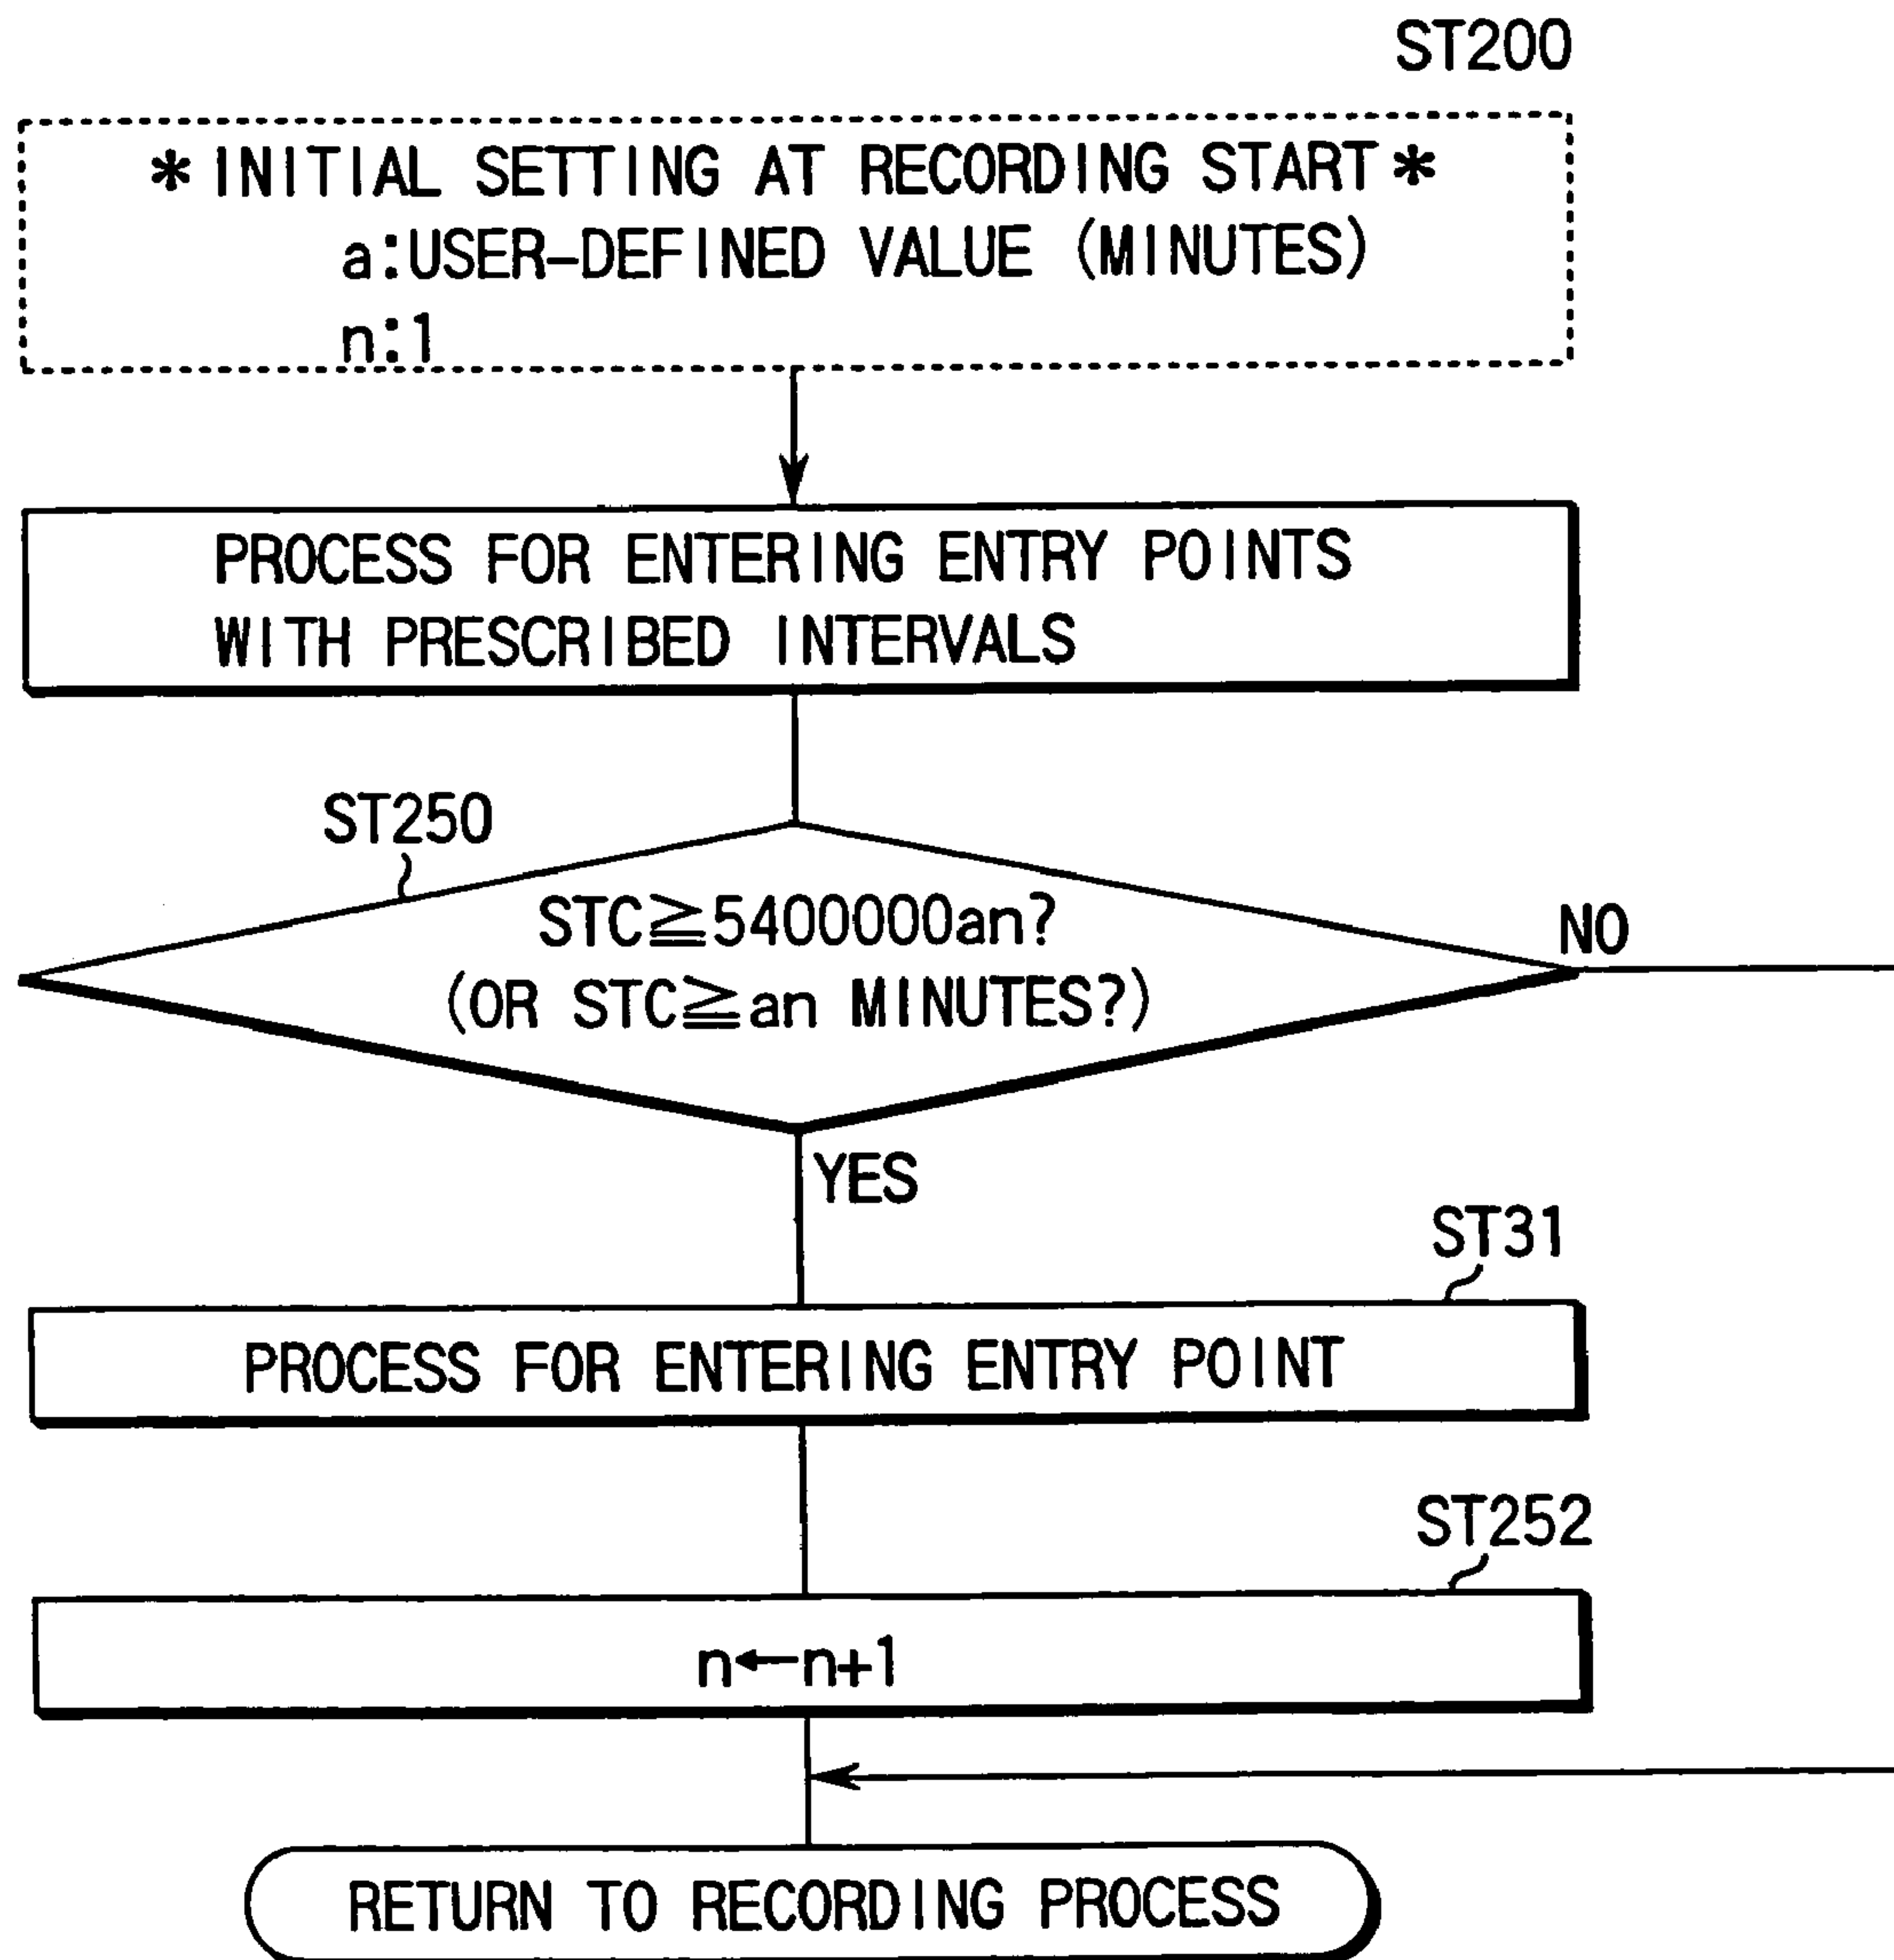 ST200
*INITIAL SETTING AT RECORDING START*
a:USER-DEFINED VALUE (MINUTES)
n:1
PROCESS FOR ENTERING ENTRY POINTS
WITH PRESCRIBED INTERVALS
ST250
STC≧5400000an?
(OR STC≧an MINUTES?)
NO
YES
ST31
PROCESS FOR ENTERING ENTRY POINT
ST252
n←n+1
RETURN TO RECORDING PROCESS